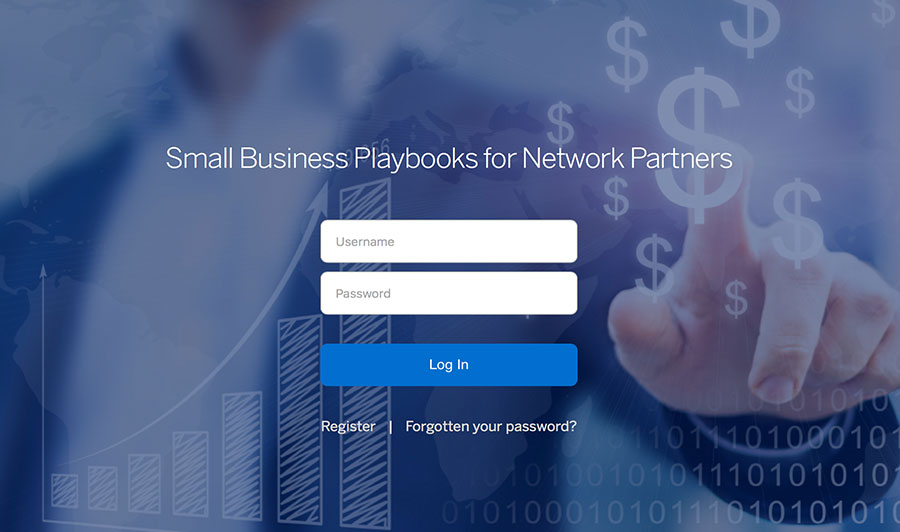 Small Business Playbooks for Network Partners
Username
Password
Log In
Register | Forgotten your password?